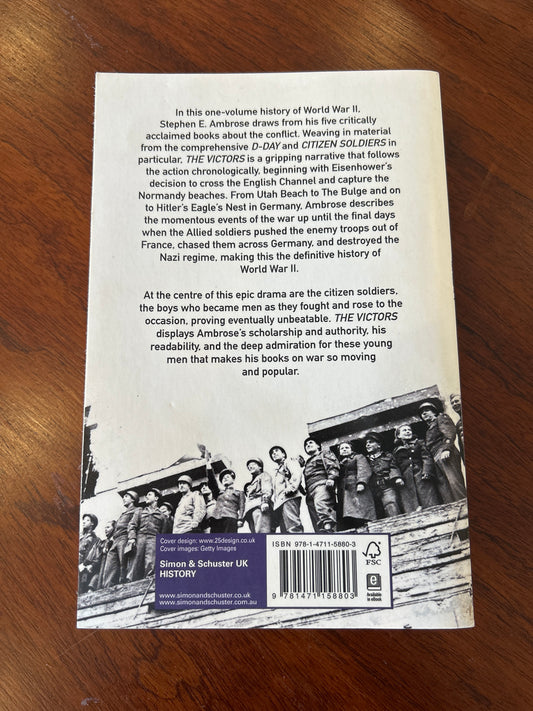 In this one-volume history of World War II,
Stephen E. Ambrose draws from his five critically
acclaimed books about the conflict. Weaving in material
from the comprehensive D-DAY and CITIZEN SOLDIERS in
particular, THE VICTORS is a gripping narrative that follows
the action chronologically, beginning with Eisenhower's
decision to cross the English Channel and capture the
Normandy beaches. From Utah Beach to The Bulge and on
to Hitler's Eagle's Nest in Germany, Ambrose describes
the momentous events of the war up until the final days
when the Allied soldiers pushed the enemy troops out of
France, chased them across Germany, and destroyed the
Nazi regime, making this the definitive history of
World War II.
At the centre of this epic drama are the citizen soldiers,
the boys who became men as they fought and rose to the
occasion, proving eventually unbeatable. THE VICTORS
displays Ambrose's scholarship and authority, his
readability, and the deep admiration for these young
men that makes his books on war so moving
and popular.
Cover design: www.25design.co.uk
Cover images: Getty Images
Simon & Schuster UK
HISTORY
www.simonandschuster.co.uk
www.simonandschuster.com.au
ISBN 978-1-4711-5880-3
9 781471 158803
FSC
e
Available
in eBook